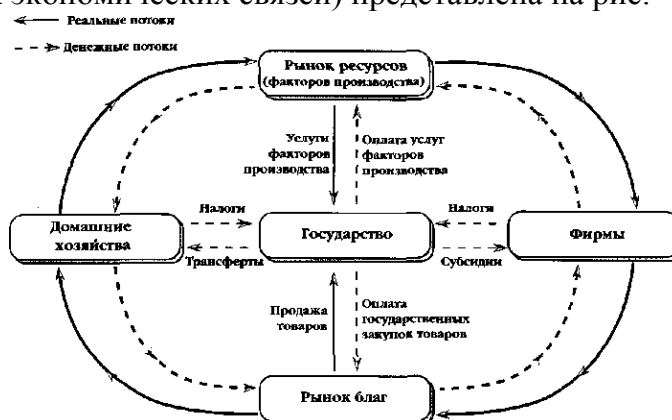 экономических связей) представлена на рис.
Реальные потоки
Денежные потоки
Рынок ресурсов
(факторов производства)
Услуги
факторов
производства
Оплата услуг
факторов
производства
Домашние
хозяйства
Налоги
Трансферты
Государство
Налоги
Субсидии
Фирмы
Продажа
товаров
Оплата
государственных
закупок товаров
Рынок благ